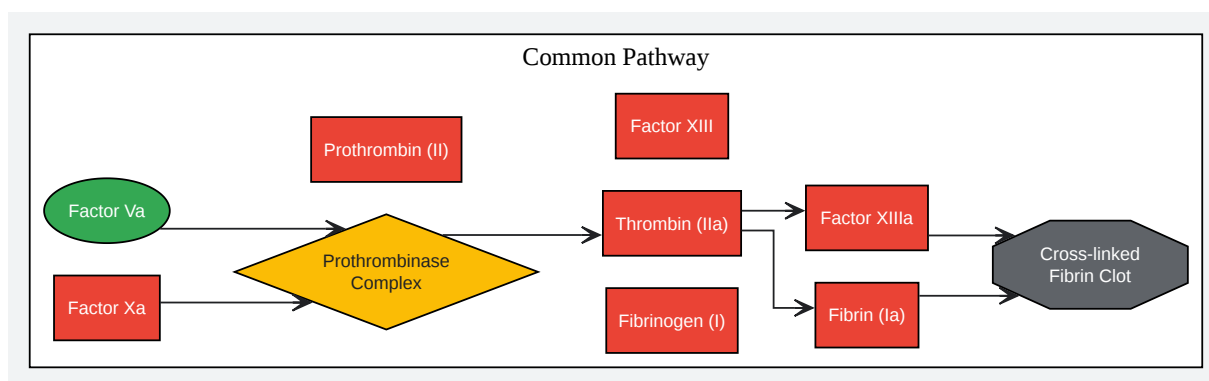 Common Pathway
Factor XIII
Prothrombin (II)
Factor Va
Thrombin (IIa)
Factor XIIIa
Prothrombinase
Complex
Cross-linked
Fibrin Clot
Factor Xa
Fibrinogen (I)
Fibrin (Ia)